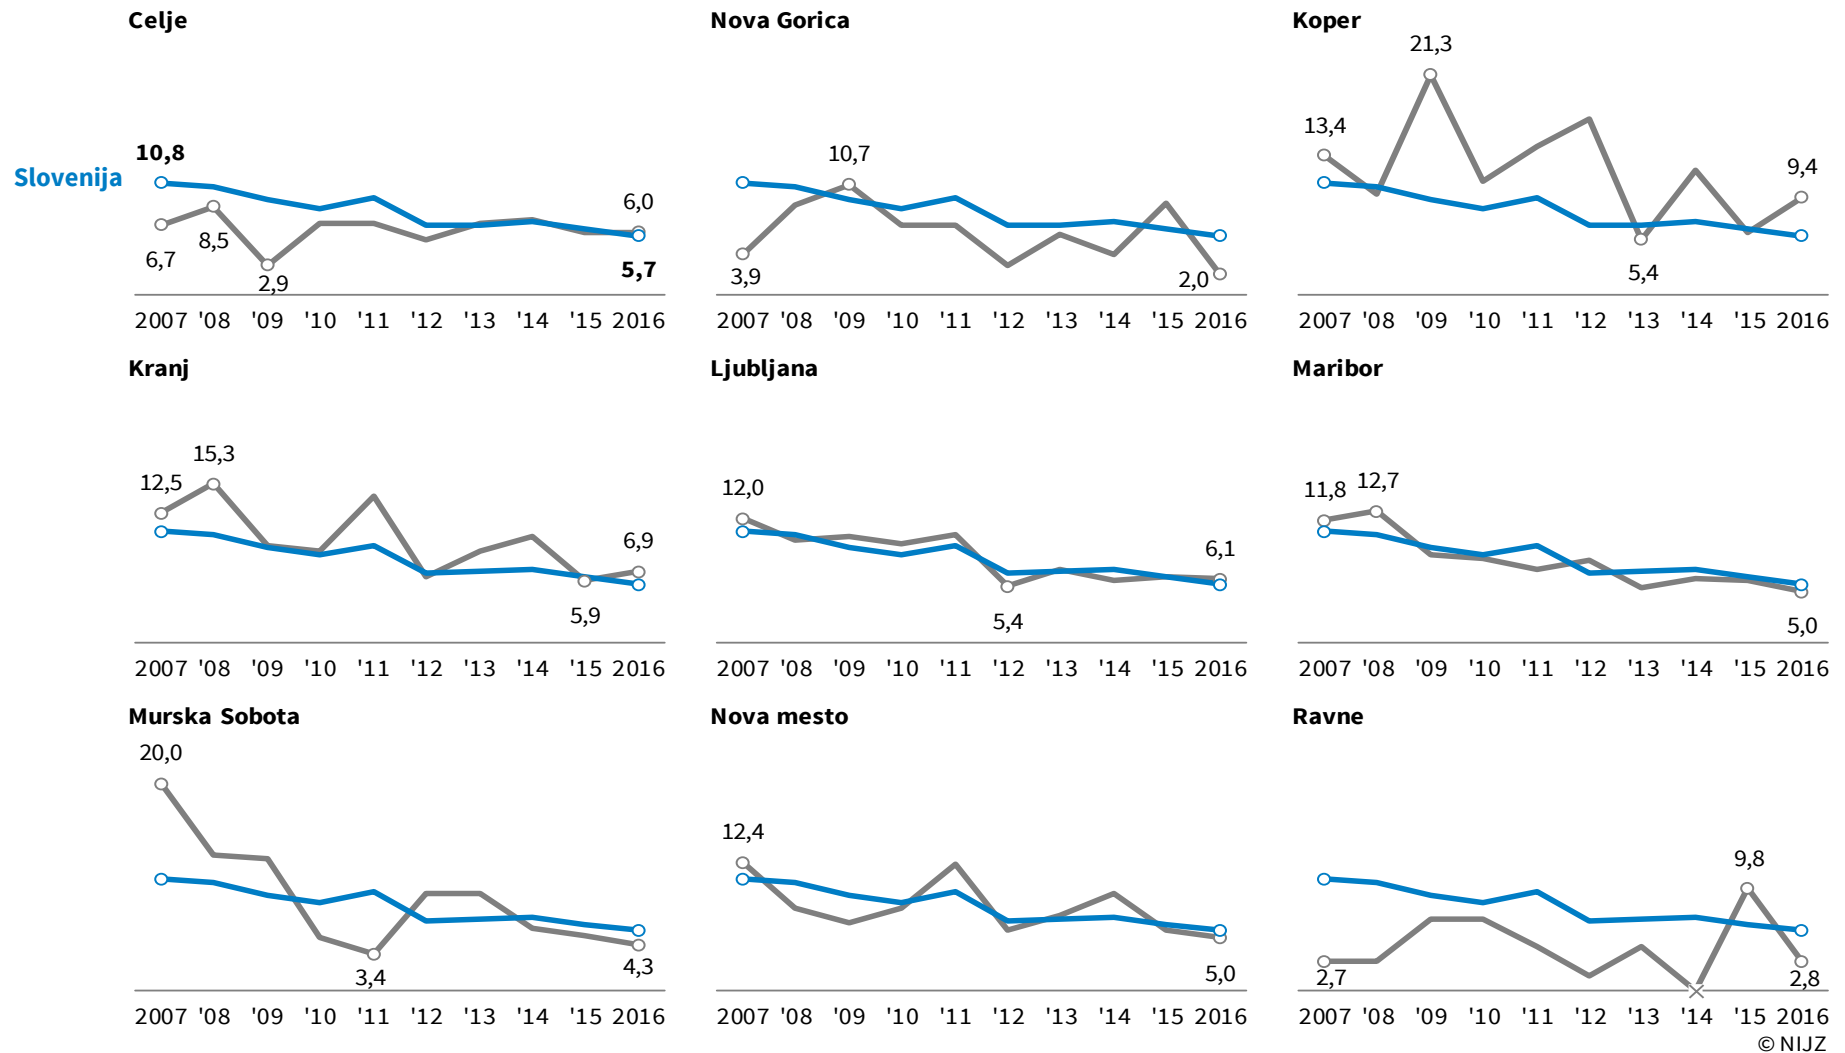 Celje
Nova Gorica
Koper
21,3
13,4
10,8
10,7
9,4
Slovenija
6,0
8,5
6,7
5,7
5,4
3,9
2,0
2,9
2007 '08 '09 '10 '11 '12 '13 '14 '15 2016
2007 '08 '09 '10 '11 '12 '13 '14 '15 2016
2007 '08 '09 '10 '11 '12 '13 '14 '15 2016
Kranj
Ljubljana
Maribor
15,3
12,5
12,0
11,8
12,7
6,9
6,1
5,9
5,4
5,0
2007 '08 '09 '10 '11 '12 '13 '14 '15 2016
2007 '08 '09 '10 '11 '12 '13 '14 '15 2016
2007 '08 '09 '10 '11 '12 '13 '14 '15 2016
Murska Sobota
Nova mesto
Ravne
20,0
12,4
9,8
4,3
3,4
5,0
2,7
2,8
2007 '08 '09 '10 '11 '12 '13 '14 '15 2016
2007 '08 '09 '10 '11 '12 '13 '14 '15 2016
2007 '08 '09 '10 '11 '12 '13 '14 '15 2016
© NIJZ